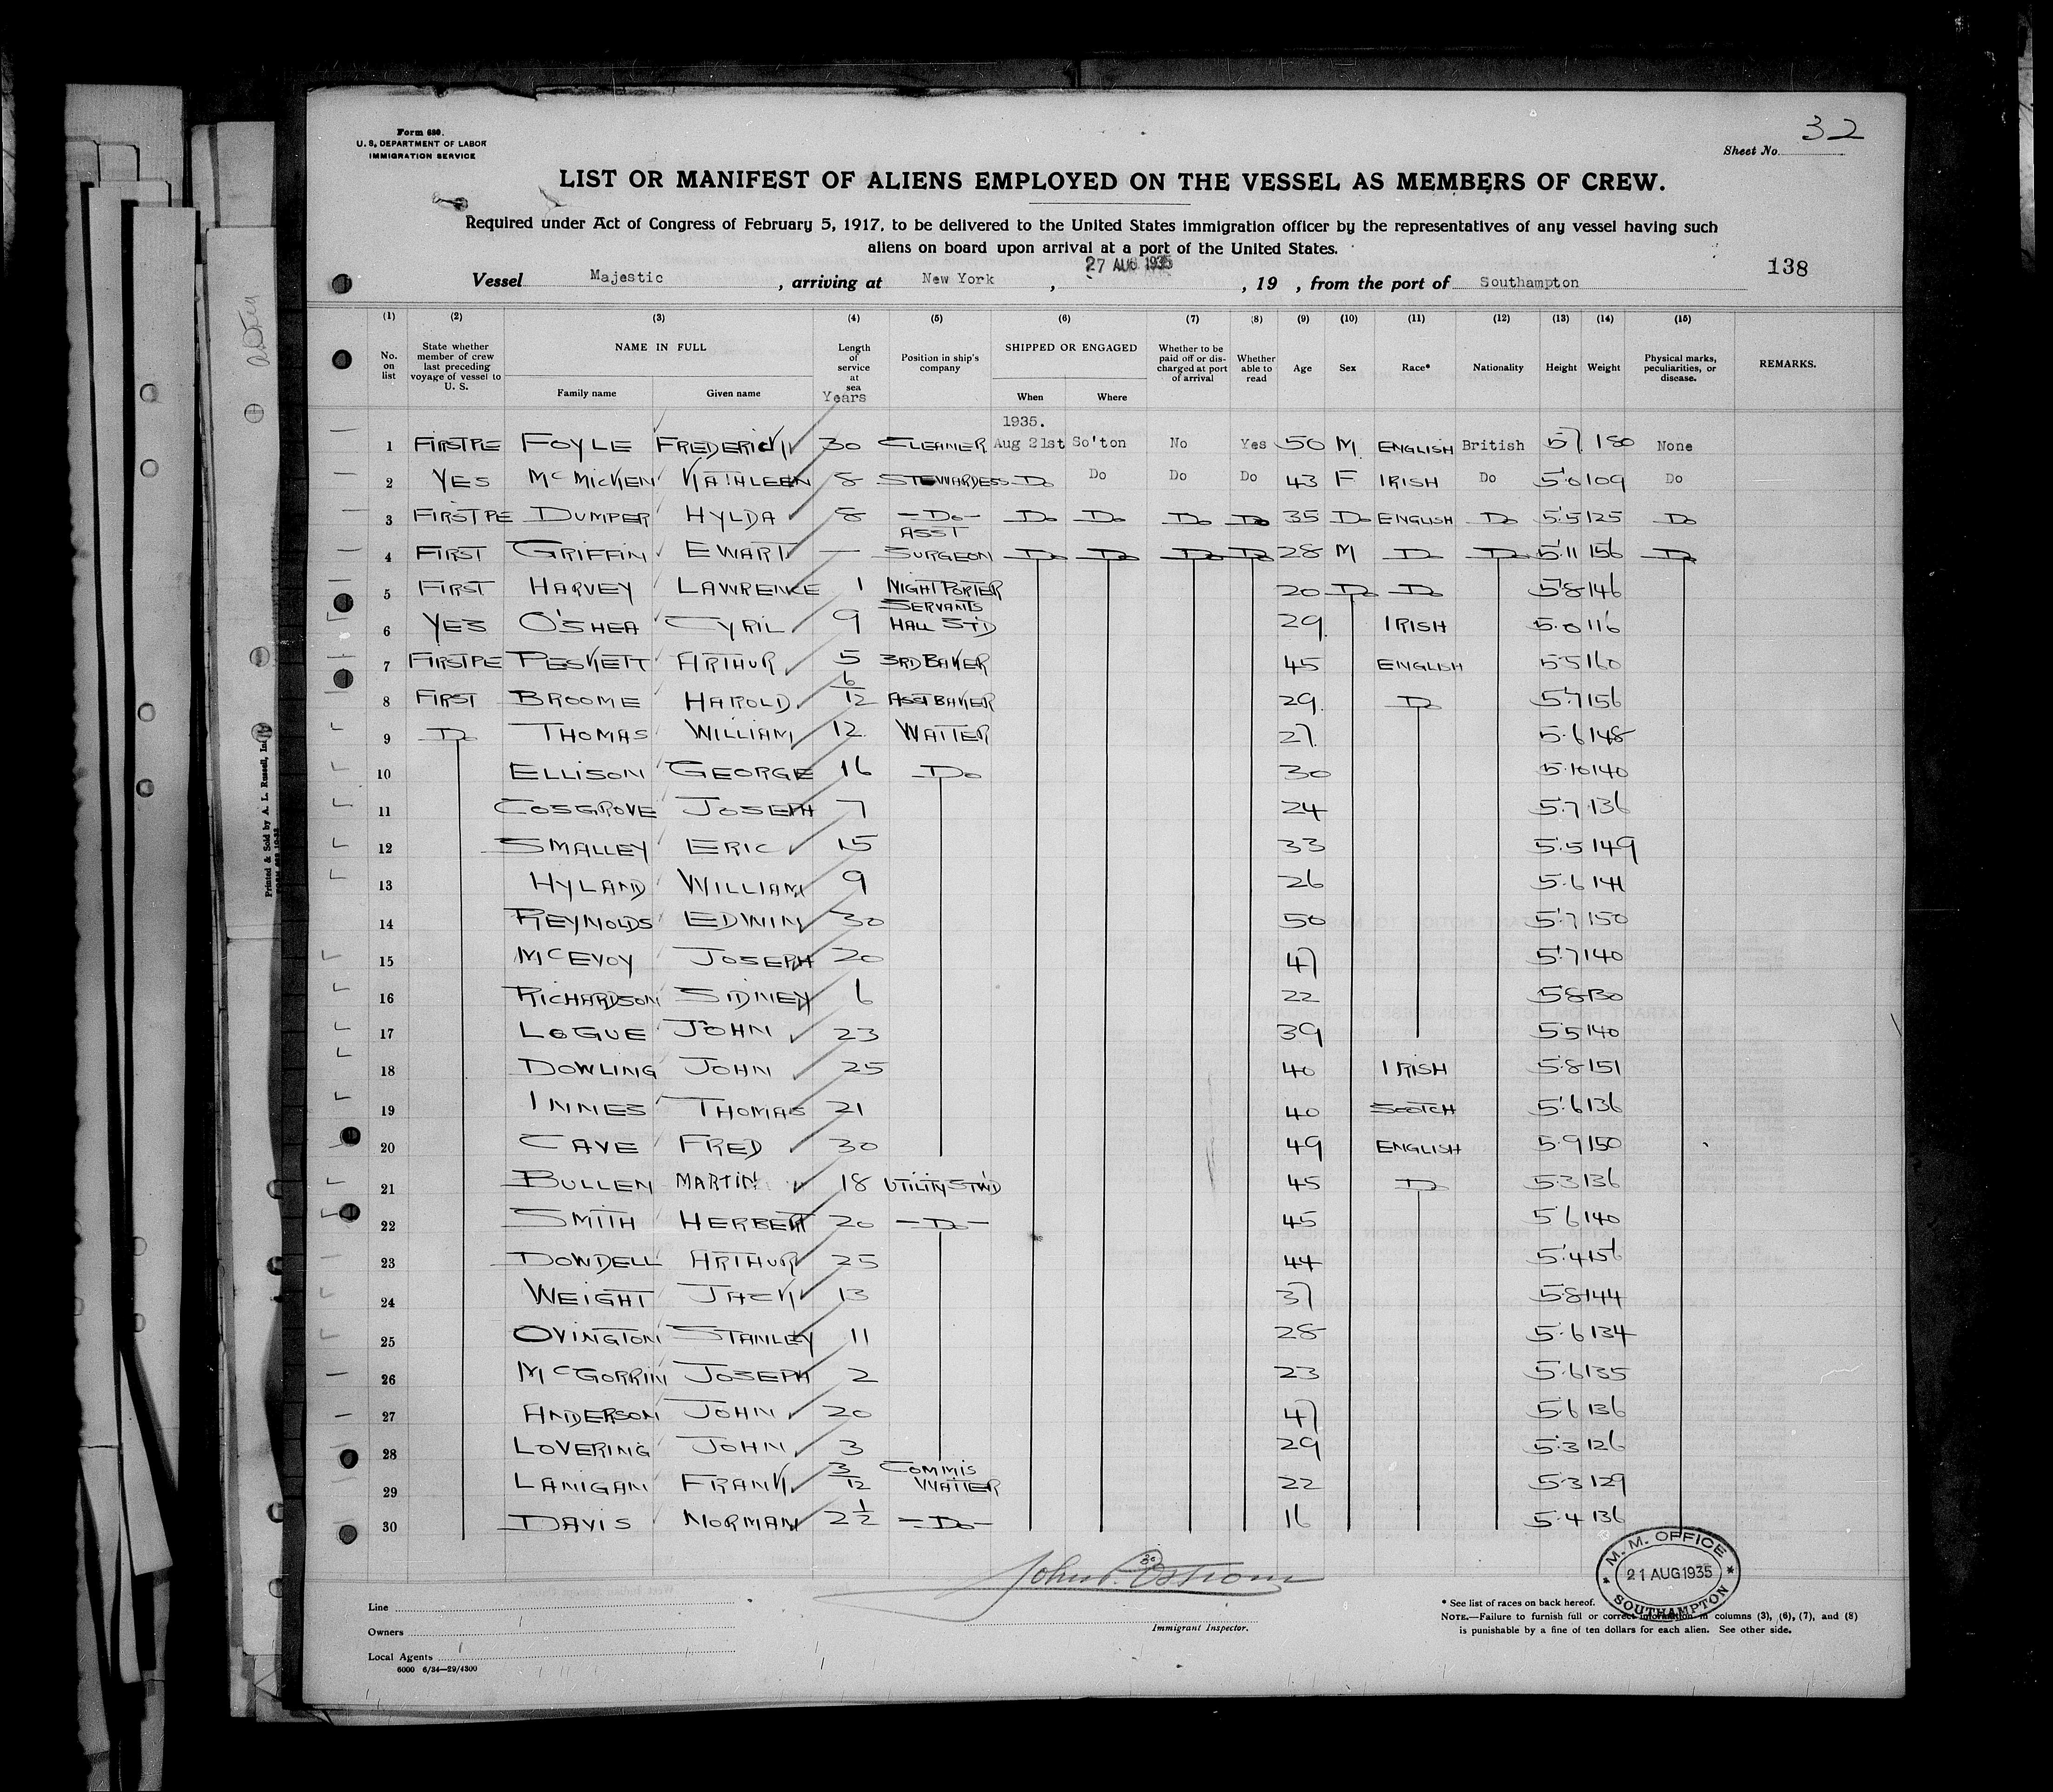 Form 680.
U. S. DEPARTMENT OF LABOR
IMMIGRATION SERVICE
32
Sheet No.
LIST OR MANIFEST OF ALIENS EMPLOYED ON THE VESSEL AS MEMBERS OF CREW.
Required under Act of Congress of February 5, 1917, to be delivered to the United States immigration officer by the representatives of any vessel having such
aliens on board upon arrival at a port of the United States.
138
Vessel Majestic , arriving at New York , 27 AUG 1935 , 19 , from the port of Southampton
(1) (2) (3) (4) (5) (6) (7) (8) (9) (10) (11) (12) (13) (14) (15)
No. on list State whether member of crew last preceding voyage of vessel to U. S. NAME IN FULL Family name Given name Length of service at sea Years Position in ship's company SHIPPED OR ENGAGED When Where Whether to be paid off or discharged at port of arrival Whether able to read Age Sex Race* Nationality Height Weight Physical marks, peculiarities, or disease. REMARKS.
1935.
1 FIRST PE FOYLE FREDERICK 30 CLEANER Aug 21st So'ton No Yes 50 M ENGLISH British 5'7 180 None
2 YES McMICKEN KATHLEEN 8 STEWARDESS Do Do Do Do 43 F IRISH Do 5'0 109 Do
3 FIRST PE DUMPER HYLDA 8 -Do- Do Do Do Do 35 Do ENGLISH Do 5'5 125 Do
4 FIRST GRIFFIN EWART — ASST SURGEON Do Do Do Do 28 M Do Do 5'11 156 Do
5 FIRST HARVEY LAWRENCE 1 NIGHT PORTER 20 Do Do 5'8 146
6 YES O'SHEA CYRIL 9 SERVANTS HALL STD 29 IRISH 5.0 116
7 FIRST PE PESKETT ARTHUR 5 3RD BAKER 45 ENGLISH 5'5 160
8 FIRST BROOME HAROLD 6/12 ASST BAKER 29 Do 5'7 156
9 Do THOMAS WILLIAM 12 WAITER 27 5.6 148
10 ELLISON GEORGE 16 Do 30 5.10 140
11 COSGROVE JOSEPH 7 24 5.7 136
12 SMALLEY ERIC 15 33 5.5 149
13 HYLAND WILLIAM 9 26 5.6 141
14 REYNOLDS EDWIN 30 50 5'.7 150
15 McEVOY JOSEPH 20 47 5'.7 140
16 RICHARDSON SIDNEY 6 22 5'8 130
17 LOGUE JOHN 23 39 5'5 140
18 DOWLING JOHN 25 40 IRISH 5'.8 151
19 INNES THOMAS 21 40 SCOTCH 5'.6 136
20 CAVE FRED 30 49 ENGLISH 5.9 150
21 BULLEN MARTIN 18 UTILITY STW'D 45 Do 5.3 136
22 SMITH HERBERT 20 -Do- 45 5'6 140
23 DOWDELL ARTHUR 25 44 5'.4 156
24 WEIGHT JACK 13 37 5'8 144
25 OVINGTON STANLEY 11 28 5'.6 134
26 McGORRIN JOSEPH 2 23 5'.6 135
27 ANDERSON JOHN 20 47 5'.6 136
28 LOVERING JOHN 3 29 5'.3 126
29 LANIGAN FRANK 3/12 COMMIS WAITER 22 5.3 129
30 DAVIS NORMAN 2½ -Do- 16 5.4 136
M. M. OFFICE
21 AUG 1935
SOUTHAMPTON
Line
Owners
Local Agents
6000 6/34—29/4300
Immigrant Inspector.
* See list of races on back hereof.
NOTE.—Failure to furnish full or correct information in columns (3), (6), (7), and (8)
is punishable by a fine of ten dollars for each alien. See other side.
Printed & Sold by A. L. Russell, Inc.